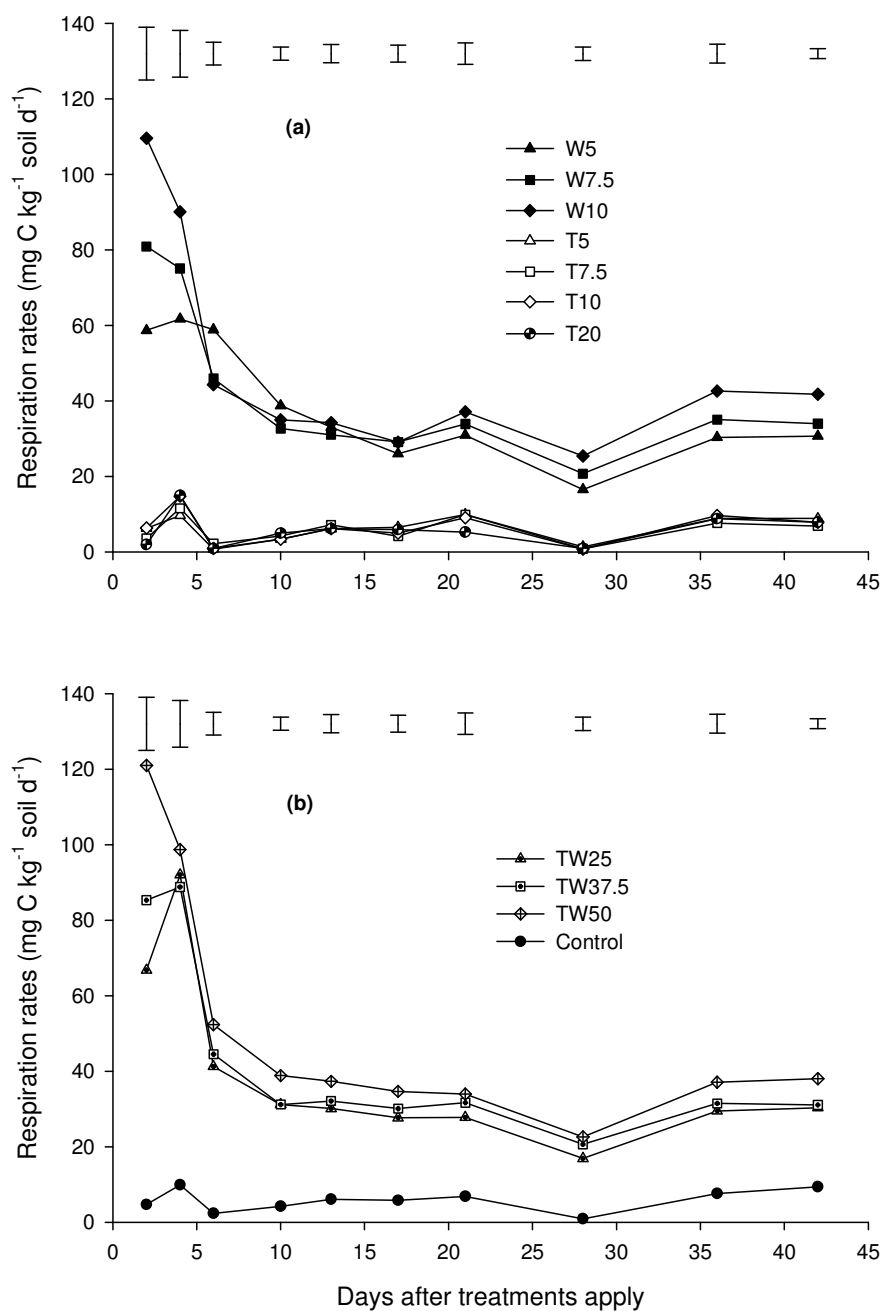 140
120
100
80
60
40
20
0
Respiration rates (mg C kg⁻¹ soil d⁻¹)
(a)
W5
W7.5
W10
T5
T7.5
T10
T20
0 5 10 15 20 25 30 35 40 45
140
120
100
80
60
40
20
0
Respiration rates (mg C kg⁻¹ soil d⁻¹)
(b)
TW25
TW37.5
TW50
Control
0 5 10 15 20 25 30 35 40 45
Days after treatments apply